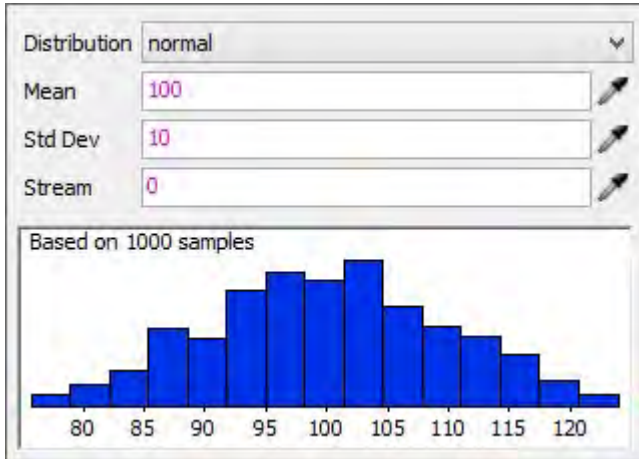 Distribution normal
Mean 100
Std Dev 10
Stream 0
Based on 1000 samples
80 85 90 95 100 105 110 115 120